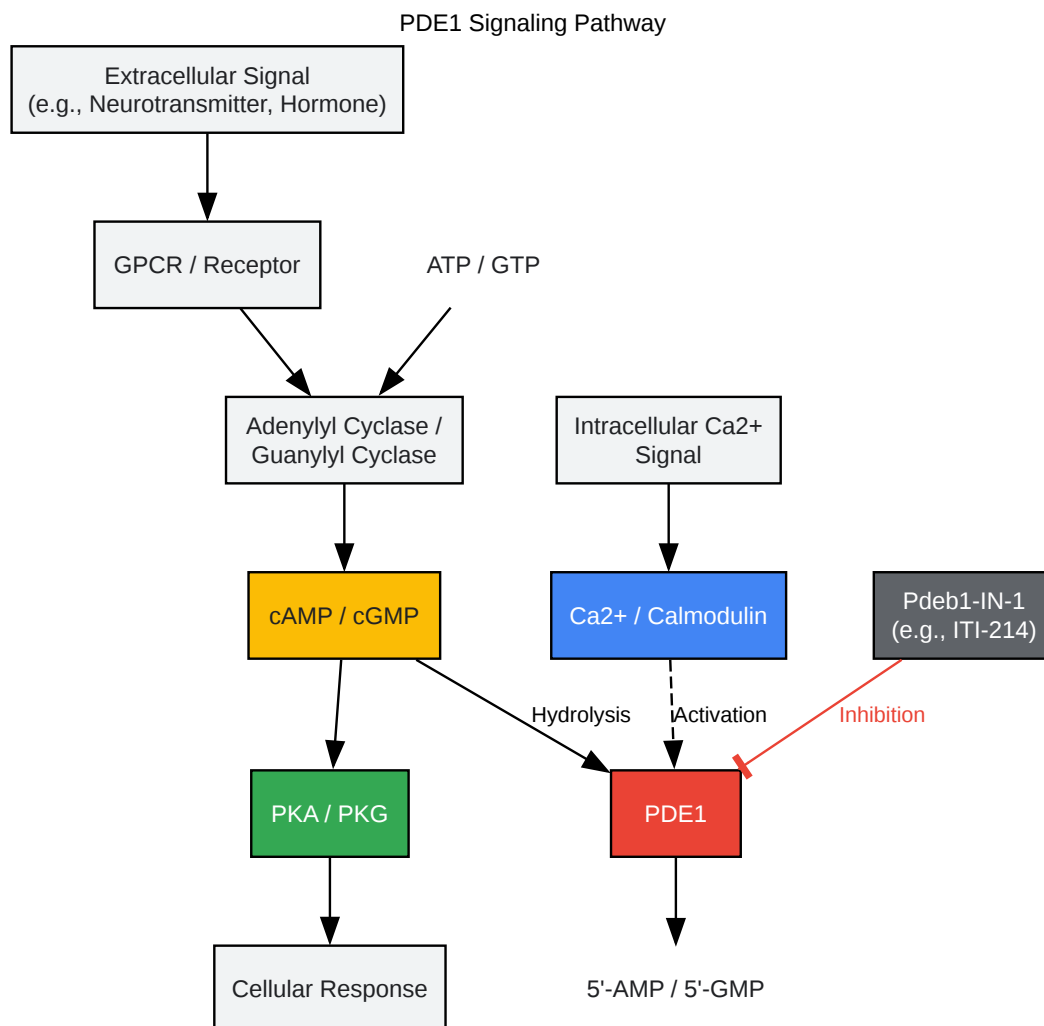 PDE1 Signaling Pathway
Extracellular Signal
(e.g., Neurotransmitter, Hormone)
GPCR / Receptor
ATP / GTP
Adenylyl Cyclase /
Guanylyl Cyclase
Intracellular Ca2+
Signal
cAMP / cGMP
Ca2+ / Calmodulin
Pdeb1-IN-1
(e.g., ITI-214)
Hydrolysis
Activation
Inhibition
PKA / PKG
PDE1
Cellular Response
5'-AMP / 5'-GMP